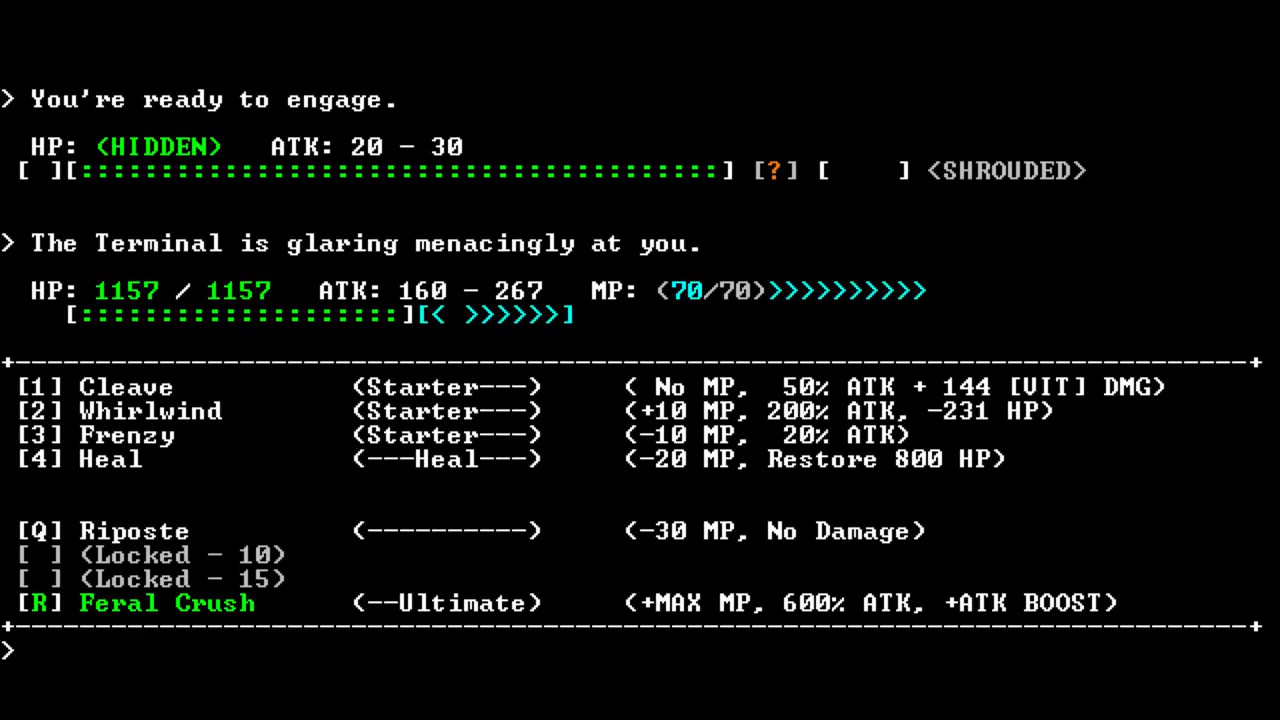 > You're ready to engage.
HP: <HIDDEN> ATK: 20 - 30
[ ][::::::::::::::::::::::::::::::::::::::::] [?] [    ] <SHROUDED>
> The Terminal is glaring menacingly at you.
HP: 1157 / 1157 ATK: 160 - 267 MP: (70/70)>>>>>>>>>>
[::::::::::::::::::::][< >>>>>>]
+------------------------------------------------------------------------------+
[1] Cleave (Starter---) ( No MP, 50% ATK + 144 [VIT] DMG)
[2] Whirlwind (Starter---) (+10 MP, 200% ATK, -231 HP)
[3] Frenzy (Starter---) (-10 MP, 20% ATK)
[4] Heal (---Heal---) (-20 MP, Restore 800 HP)
[Q] Riposte (----------) (-30 MP, No Damage)
[ ] (Locked - 10)
[ ] (Locked - 15)
[R] Feral Crush (--Ultimate) (+MAX MP, 600% ATK, +ATK BOOST)
+------------------------------------------------------------------------------+
>